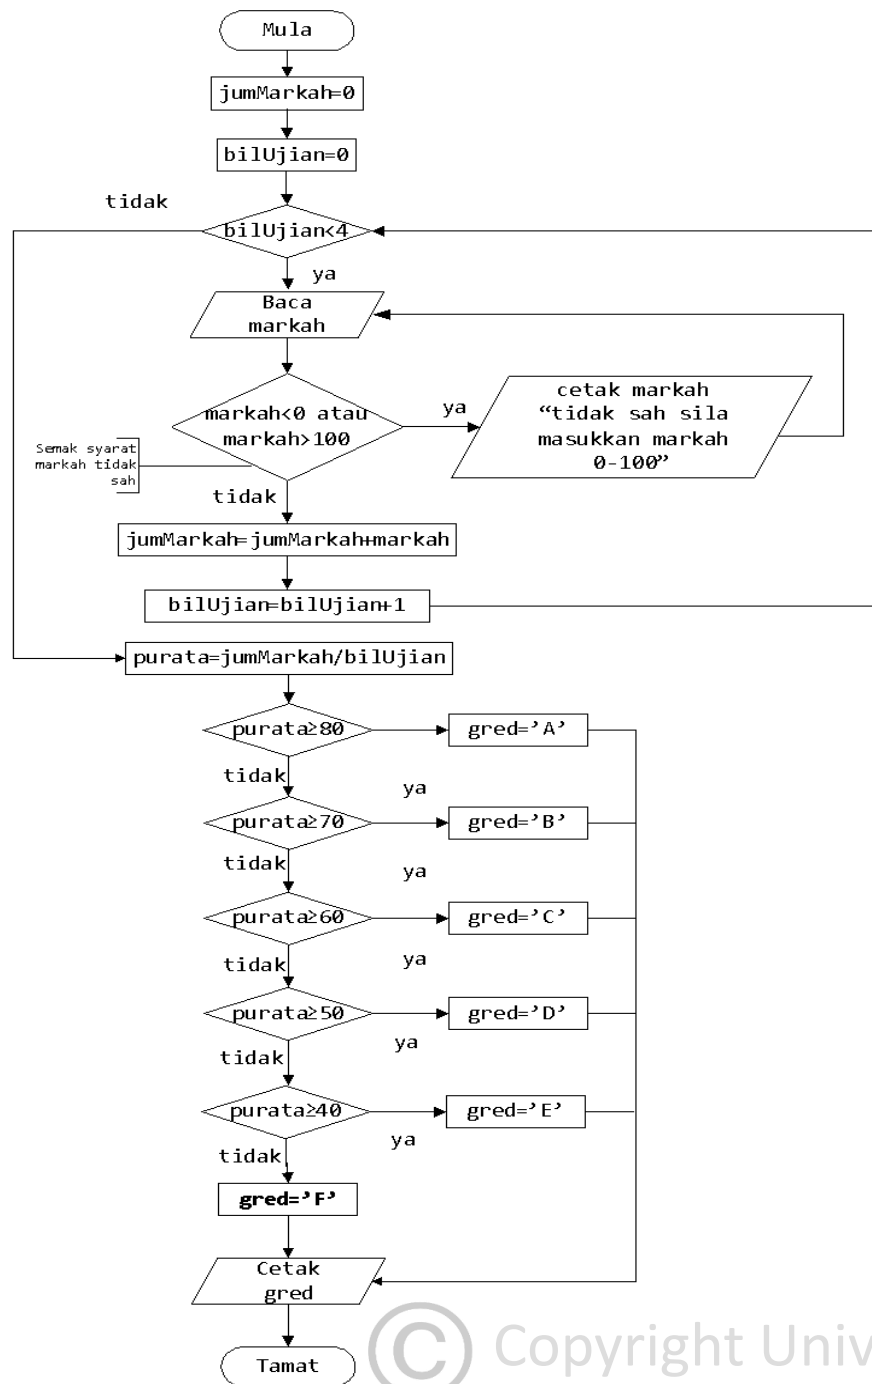 Mula
jumMarkah=0
bilUjian=0
tidak
bilUjian<4
ya
Baca
markah
markah<0 atau
markah>100
ya
cetak markah
“tidak sah sila
masukkan markah
0-100”
Semak syarat
markah tidak
sah
tidak
jumMarkah=jumMarkah+markah
bilUjian=bilUjian+1
purata=jumMarkah/bilUjian
purata≥80
gred=’A’
tidak
ya
purata≥70
gred=’B’
tidak
ya
purata≥60
gred=’C’
tidak
ya
purata≥50
gred=’D’
tidak
ya
purata≥40
gred=’E’
tidak
ya
gred=’F’
Cetak
gred
Tamat
© Copyright Univ